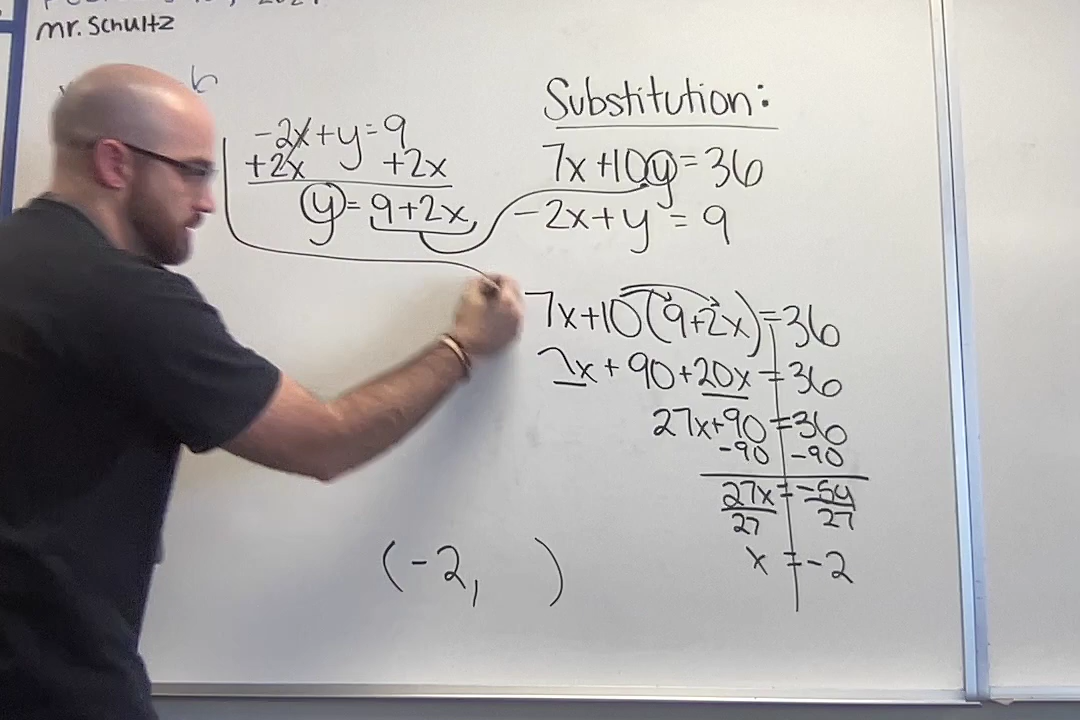 mr. Schultz
-2x+y=9
+2x +2x
y=9+2x
Substitution:
7x+10y=36
-2x+y=9
7x+10(9+2x)=36
7x+90+20x=36
27x+90=36
-90 -90
27x=-54
27 27
x=-2
(-2, )